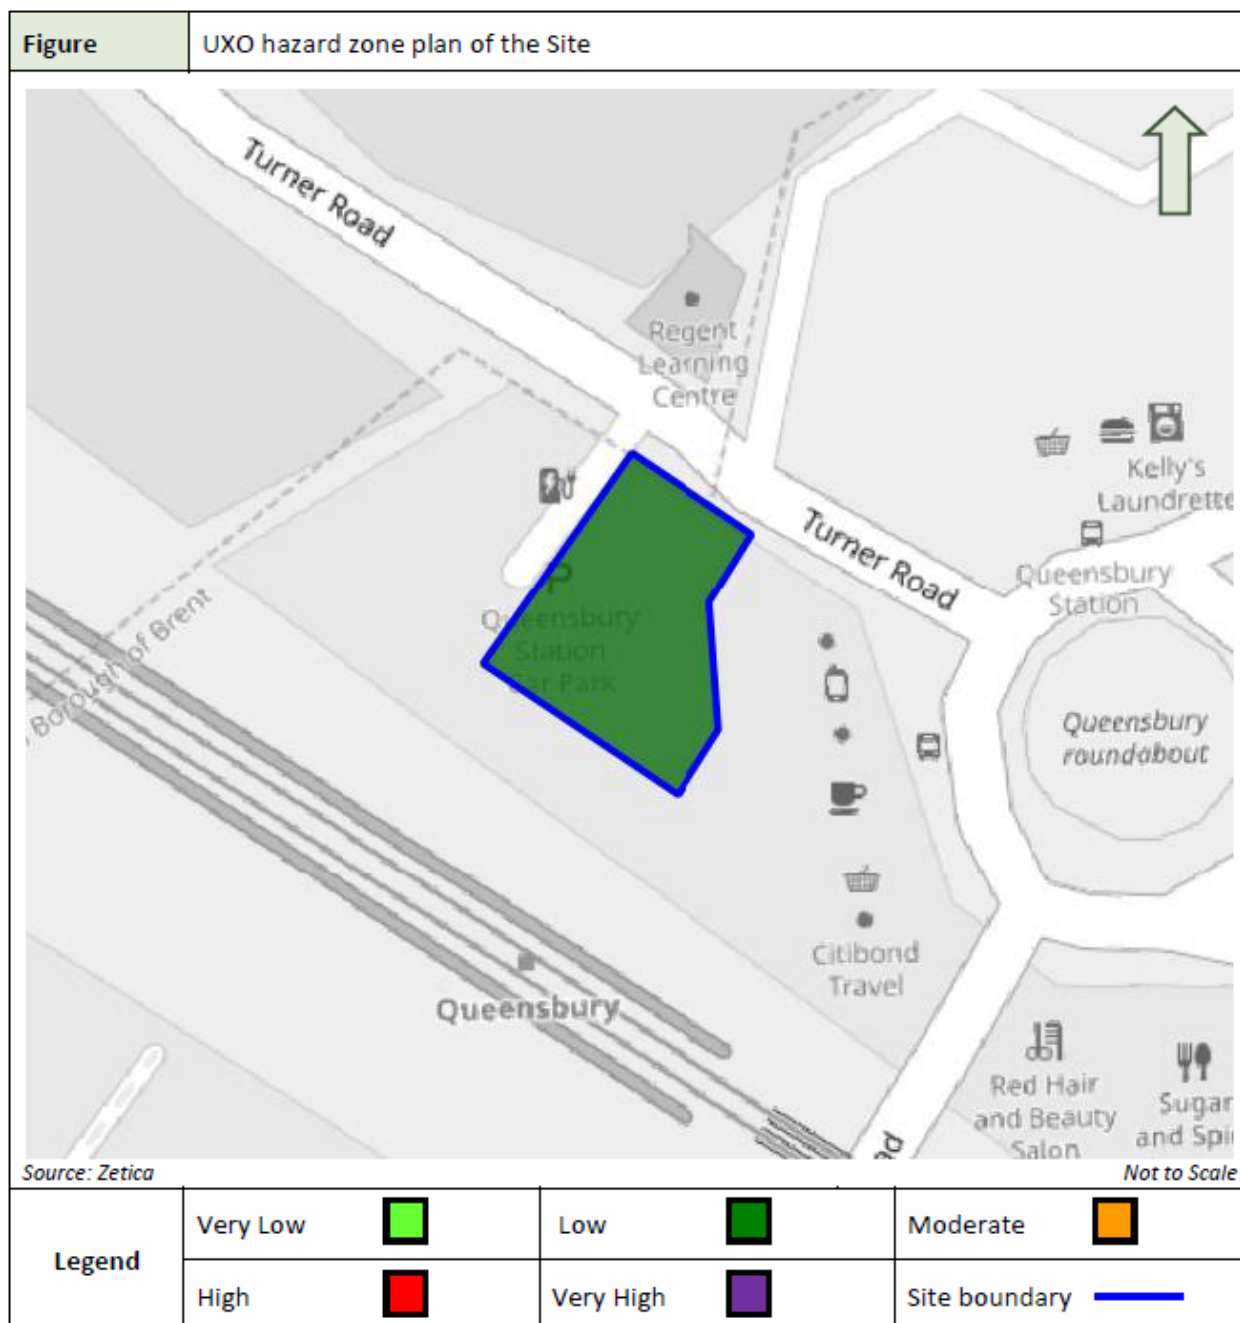 Figure
UXO hazard zone plan of the Site
Turner Road
Regent
Learning
Centre
Kelly's
Laundrette
Turner Road
Queensbury
Station
Queensbury
Station
Car Park
Borough of Brent
Queensbury
roundabout
Citibond
Travel
Queensbury
Red Hair
and Beauty
Salon
Sugar
and Spi
Source: Zetica
Not to Scale
Legend
Very Low
Low
Moderate
High
Very High
Site boundary